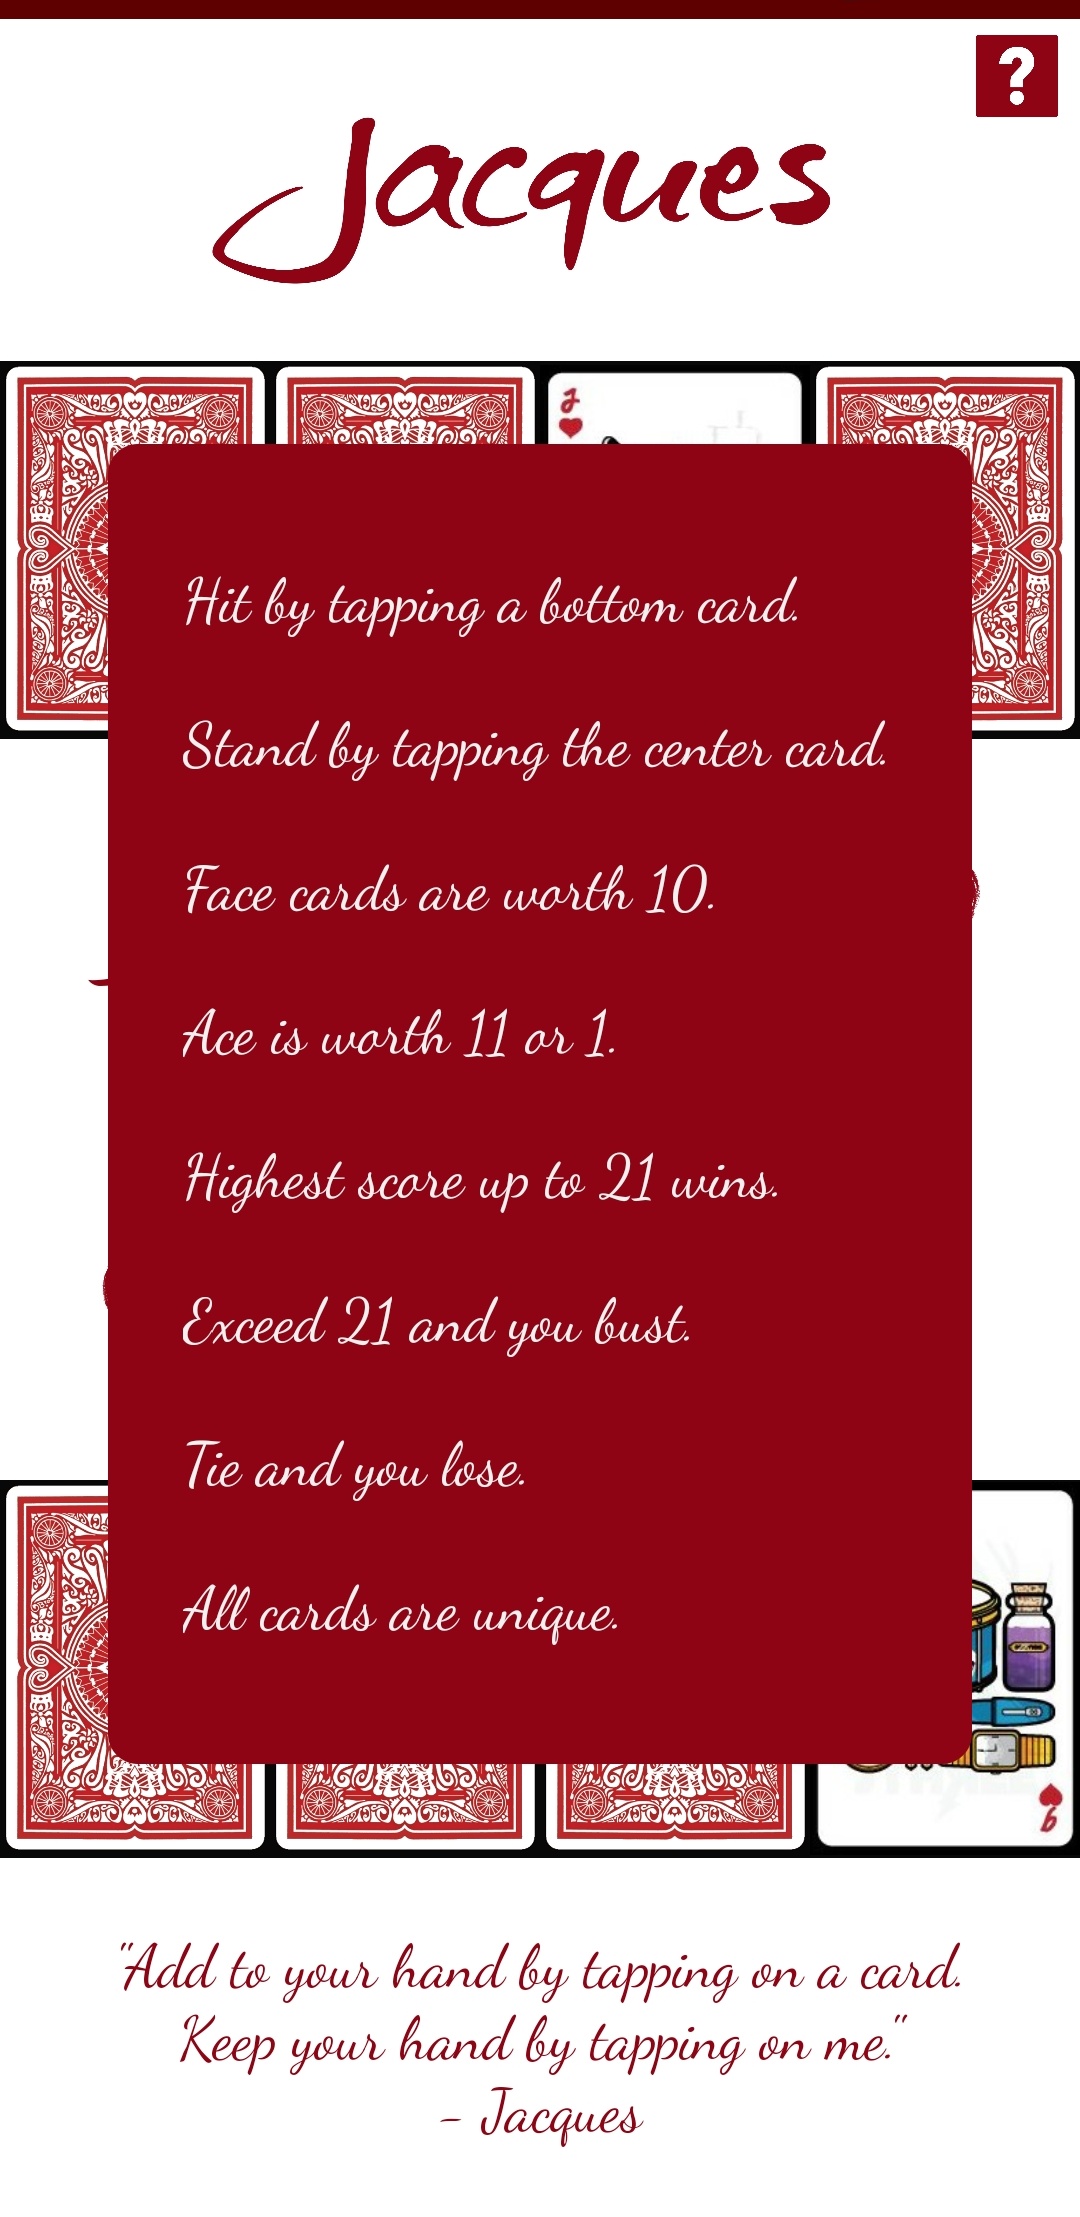 ?
Jacques
J
Hit by tapping a bottom card.
Stand by tapping the center card.
Face cards are worth 10.
Ace is worth 11 or 1.
Highest score up to 21 wins.
Exceed 21 and you bust.
Tie and you lose.
All cards are unique.
9
"Add to your hand by tapping on a card.
Keep your hand by tapping on me."
- Jacques